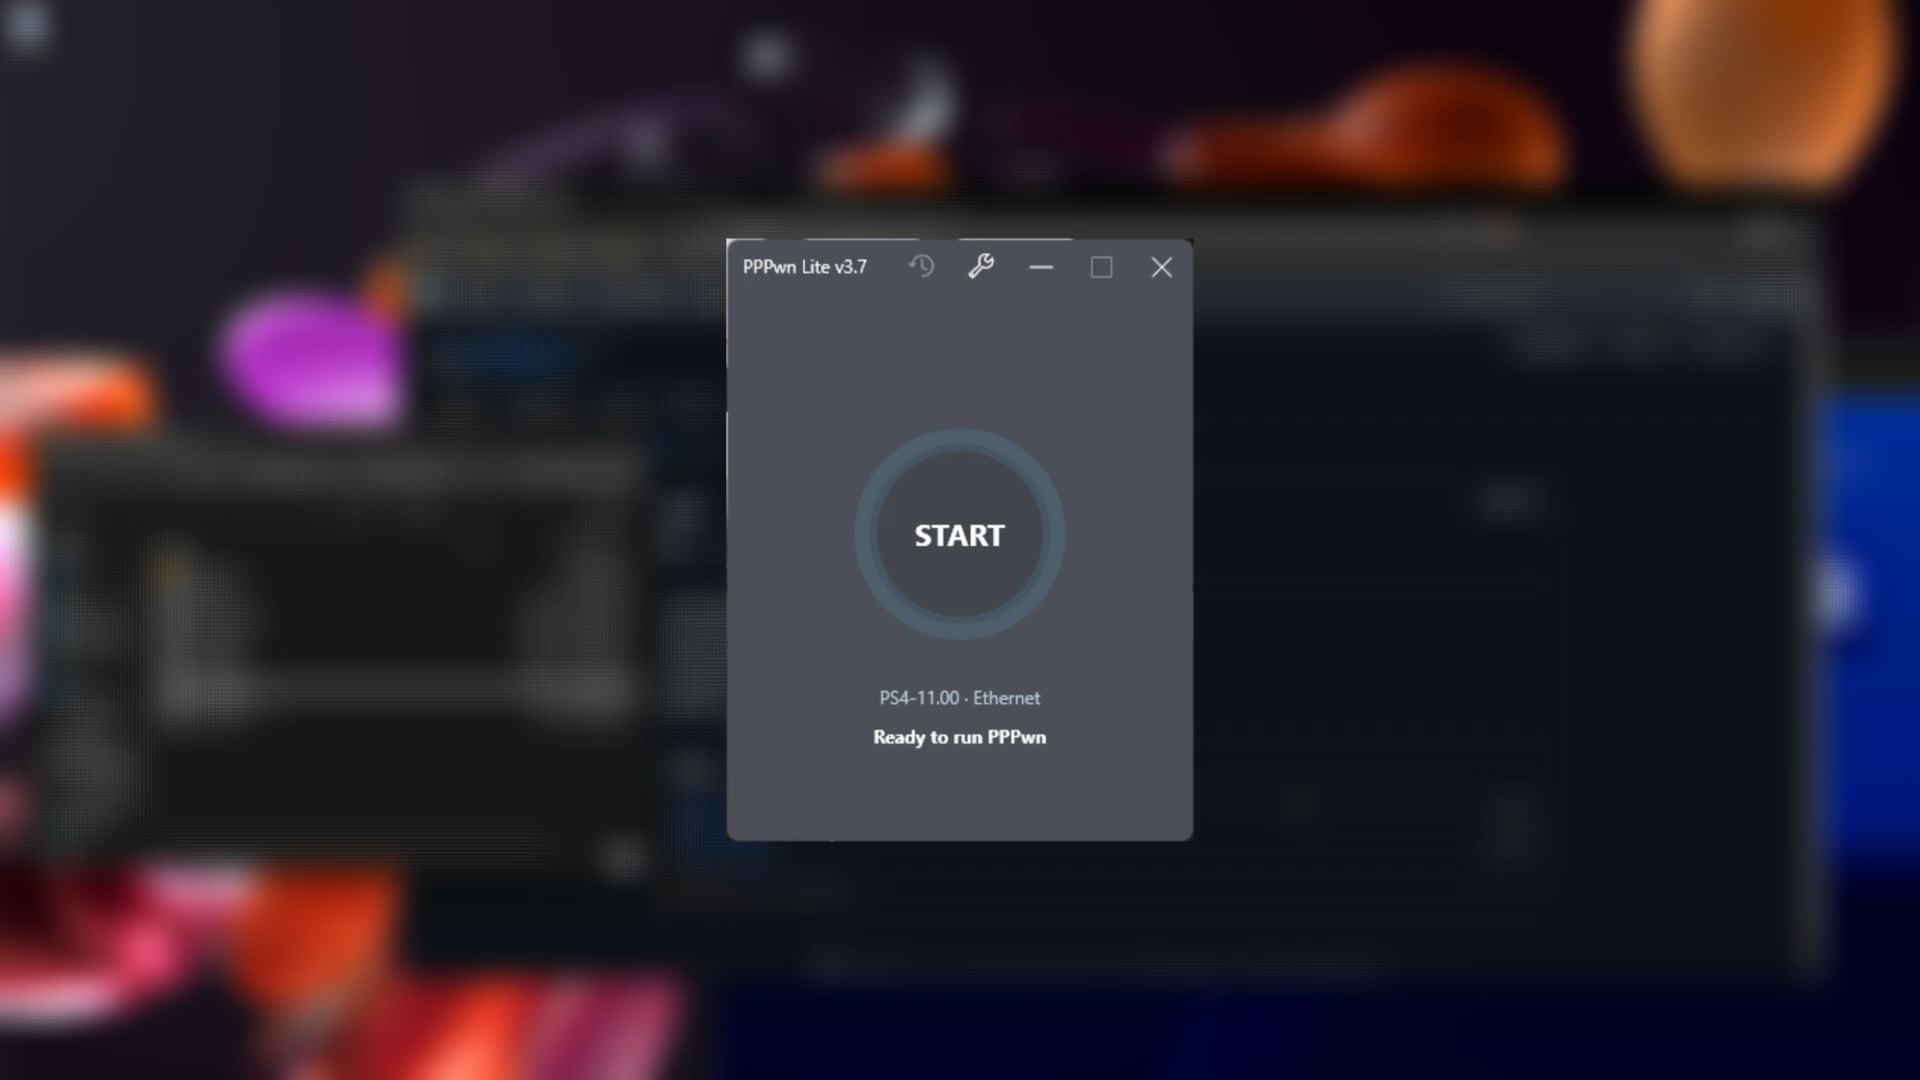 PPPwn Lite v3.7
START
PS4-11.00 · Ethernet
Ready to run PPPwn